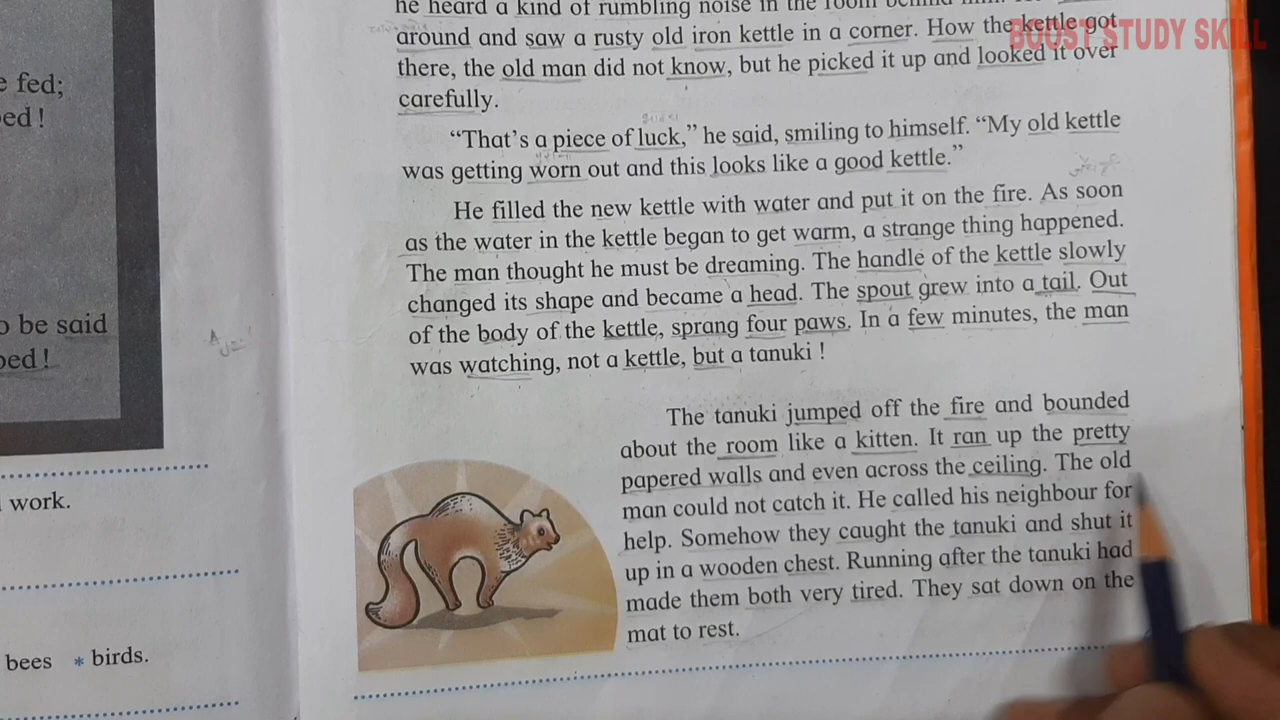 he heard a kind of rumbling noise in the room behind him.
around and saw a rusty old iron kettle in a corner. How the kettle got
there, the old man did not know, but he picked it up and looked it over
carefully.
"That's a piece of luck," he said, smiling to himself. "My old kettle
was getting worn out and this looks like a good kettle."
He filled the new kettle with water and put it on the fire. As soon
as the water in the kettle began to get warm, a strange thing happened.
The man thought he must be dreaming. The handle of the kettle slowly
changed its shape and became a head. The spout grew into a tail. Out
of the body of the kettle, sprang four paws. In a few minutes, the man
was watching, not a kettle, but a tanuki !
The tanuki jumped off the fire and bounded
about the room like a kitten. It ran up the pretty
papered walls and even across the ceiling. The old
man could not catch it. He called his neighbour for
help. Somehow they caught the tanuki and shut it
up in a wooden chest. Running after the tanuki had
made them both very tired. They sat down on the
mat to rest.
fed;
ed !
be said
ed !
work.
bees * birds.
BOOST STUDY SKILL